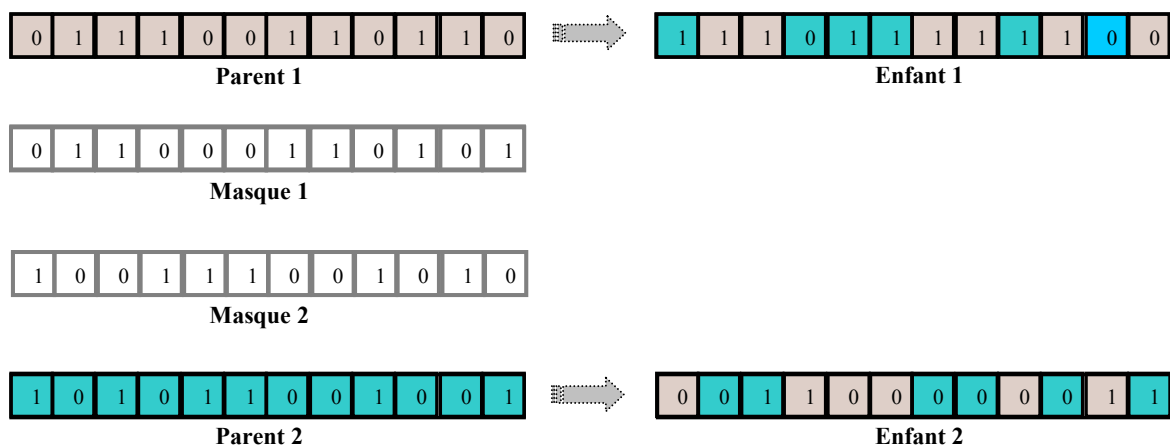 0 1 1 1 0 0 1 1 0 1 1 0
1 1 1 0 1 1 1 1 1 1 0 0
Parent 1
Enfant 1
0 1 1 0 0 0 1 1 0 1 0 1
Masque 1
1 0 0 1 1 1 0 0 1 0 1 0
Masque 2
1 0 1 0 1 1 0 0 1 0 0 1
0 0 1 1 0 0 0 0 0 0 1 1
Parent 2
Enfant 2